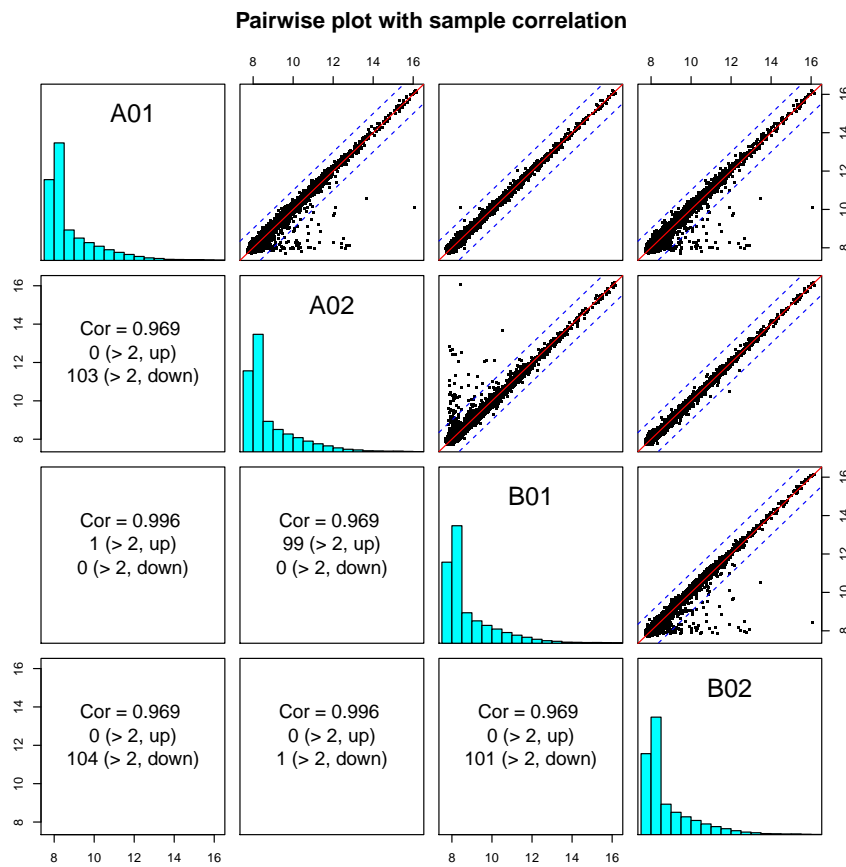 Pairwise plot with sample correlation
8 10 12 14 16
8 10 12 14 16
A01
8 10 12 14 16
8 10 12 14 16
Cor = 0.969
0 (> 2, up)
103 (> 2, down)
A02
Cor = 0.996
1 (> 2, up)
0 (> 2, down)
Cor = 0.969
99 (> 2, up)
0 (> 2, down)
B01
8 10 12 14 16
8 10 12 14 16
Cor = 0.969
0 (> 2, up)
104 (> 2, down)
Cor = 0.996
0 (> 2, up)
1 (> 2, down)
Cor = 0.969
0 (> 2, up)
101 (> 2, down)
B02
8 10 12 14 16
8 10 12 14 16